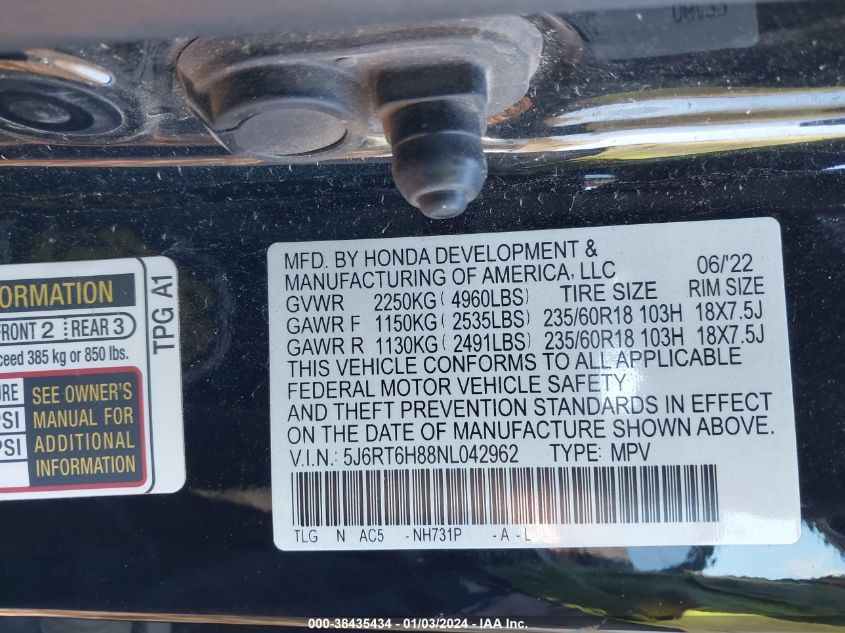 MFD. BY HONDA DEVELOPMENT &
MANUFACTURING OF AMERICA, LLC 06/'22
GVWR 2250KG ( 4960LBS) TIRE SIZE RIM SIZE
GAWR F 1150KG ( 2535LBS) 235/60R18 103H 18X7.5J
GAWR R 1130KG ( 2491LBS) 235/60R18 103H 18X7.5J
THIS VEHICLE CONFORMS TO ALL APPLICABLE
FEDERAL MOTOR VEHICLE SAFETY
AND THEFT PREVENTION STANDARDS IN EFFECT
ON THE DATE OF MANUFACTURE SHOWN ABOVE.
V.I.N.: 5J6RT6H88NL042962 TYPE: MPV
TLG N AC5 - NH731P - A - L
ORMATION
FRONT 2 REAR 3
ceed 385 kg or 850 lbs.
URE
PSI
PSI
SEE OWNER'S
MANUAL FOR
ADDITIONAL
INFORMATION
TPG A1
000-38435434 - 01/03/2024 - IAA Inc.